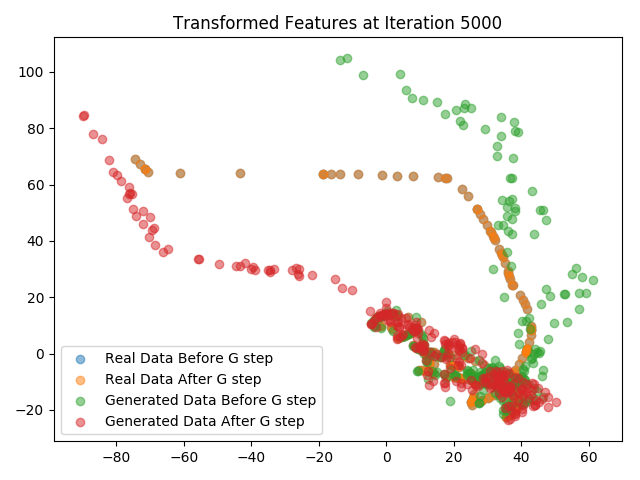 Transformed Features at Iteration 5000
100
80
60
40
20
0
−20
Real Data Before G step
Real Data After G step
Generated Data Before G step
Generated Data After G step
−80 −60 −40 −20 0 20 40 60